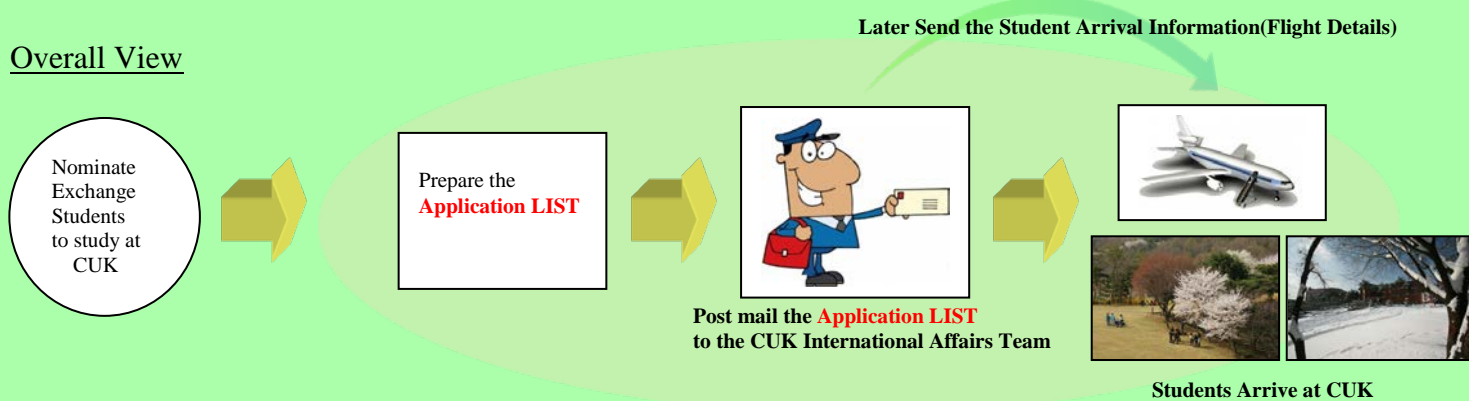 Later Send the Student Arrival Information(Flight Details)
Overall View
Nominate
Exchange
Students
to study at
CUK
Prepare the
Application LIST
Post mail the Application LIST
to the CUK International Affairs Team
Students Arrive at CUK